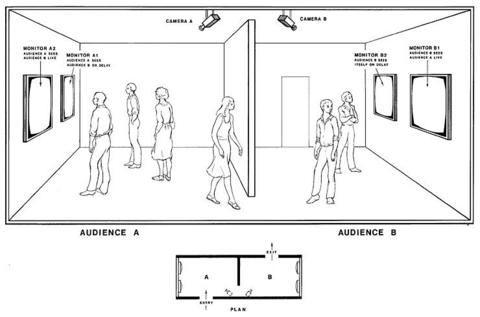 CAMERA A
CAMERA B
MONITOR A2
AUDIENCE A SEES
AUDIENCE B LIVE
MONITOR A1
AUDIENCE A SEES
AUDIENCE B ON DELAY
MONITOR B2
AUDIENCE B SEES
ITSELF ON DELAY
MONITOR B1
AUDIENCE B SEES
AUDIENCE A LIVE
AUDIENCE A
AUDIENCE B
EXIT
A
B
ENTRY
PLAN